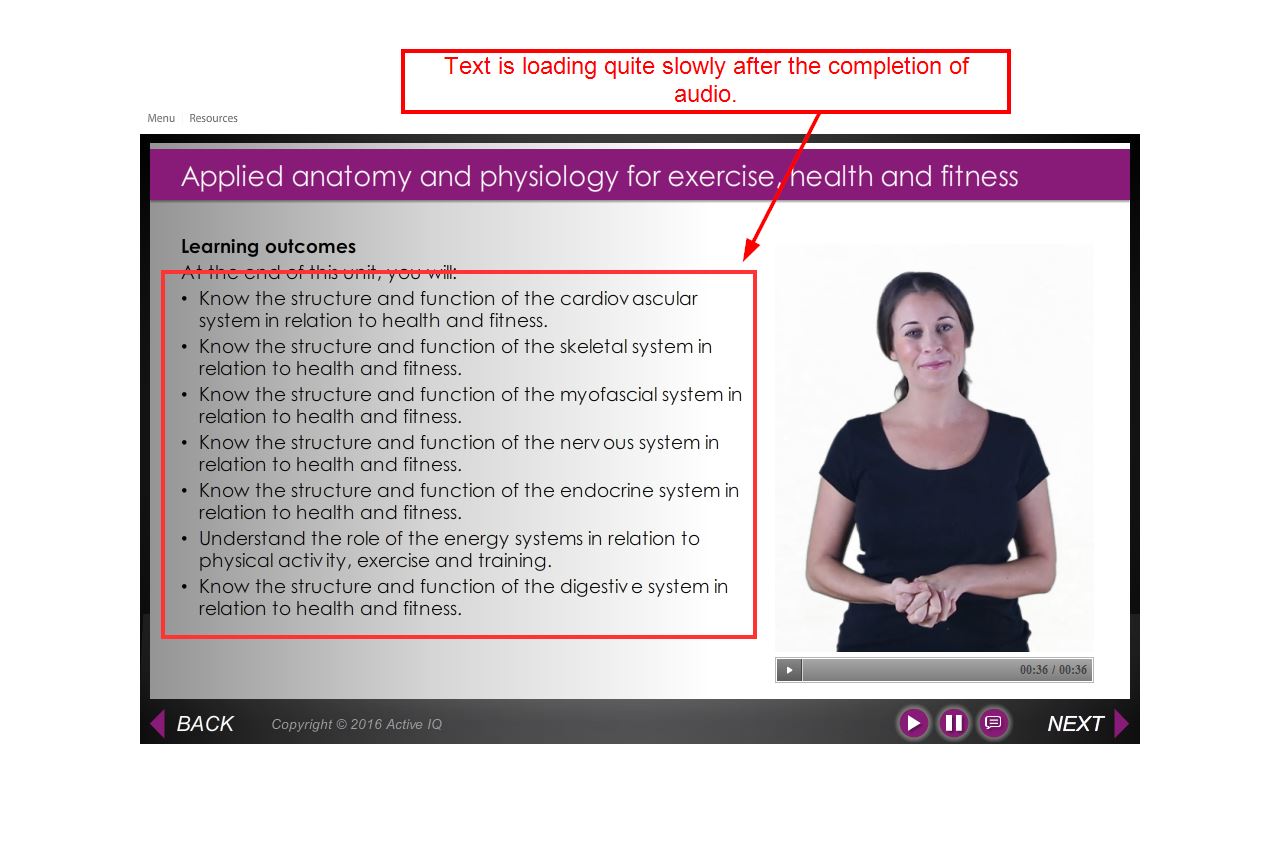 Text is loading quite slowly after the completion of
audio.
Menu Resources
Applied anatomy and physiology for exercise, health and fitness
Learning outcomes
At the end of this unit, you will:
• Know the structure and function of the cardiovascular
system in relation to health and fitness.
• Know the structure and function of the skeletal system in
relation to health and fitness.
• Know the structure and function of the myofascial system in
relation to health and fitness.
• Know the structure and function of the nervous system in
relation to health and fitness.
• Know the structure and function of the endocrine system in
relation to health and fitness.
• Understand the role of the energy systems in relation to
physical activity, exercise and training.
• Know the structure and function of the digestive system in
relation to health and fitness.
00:36 / 00:36
BACK
Copyright © 2016 Active IQ
NEXT